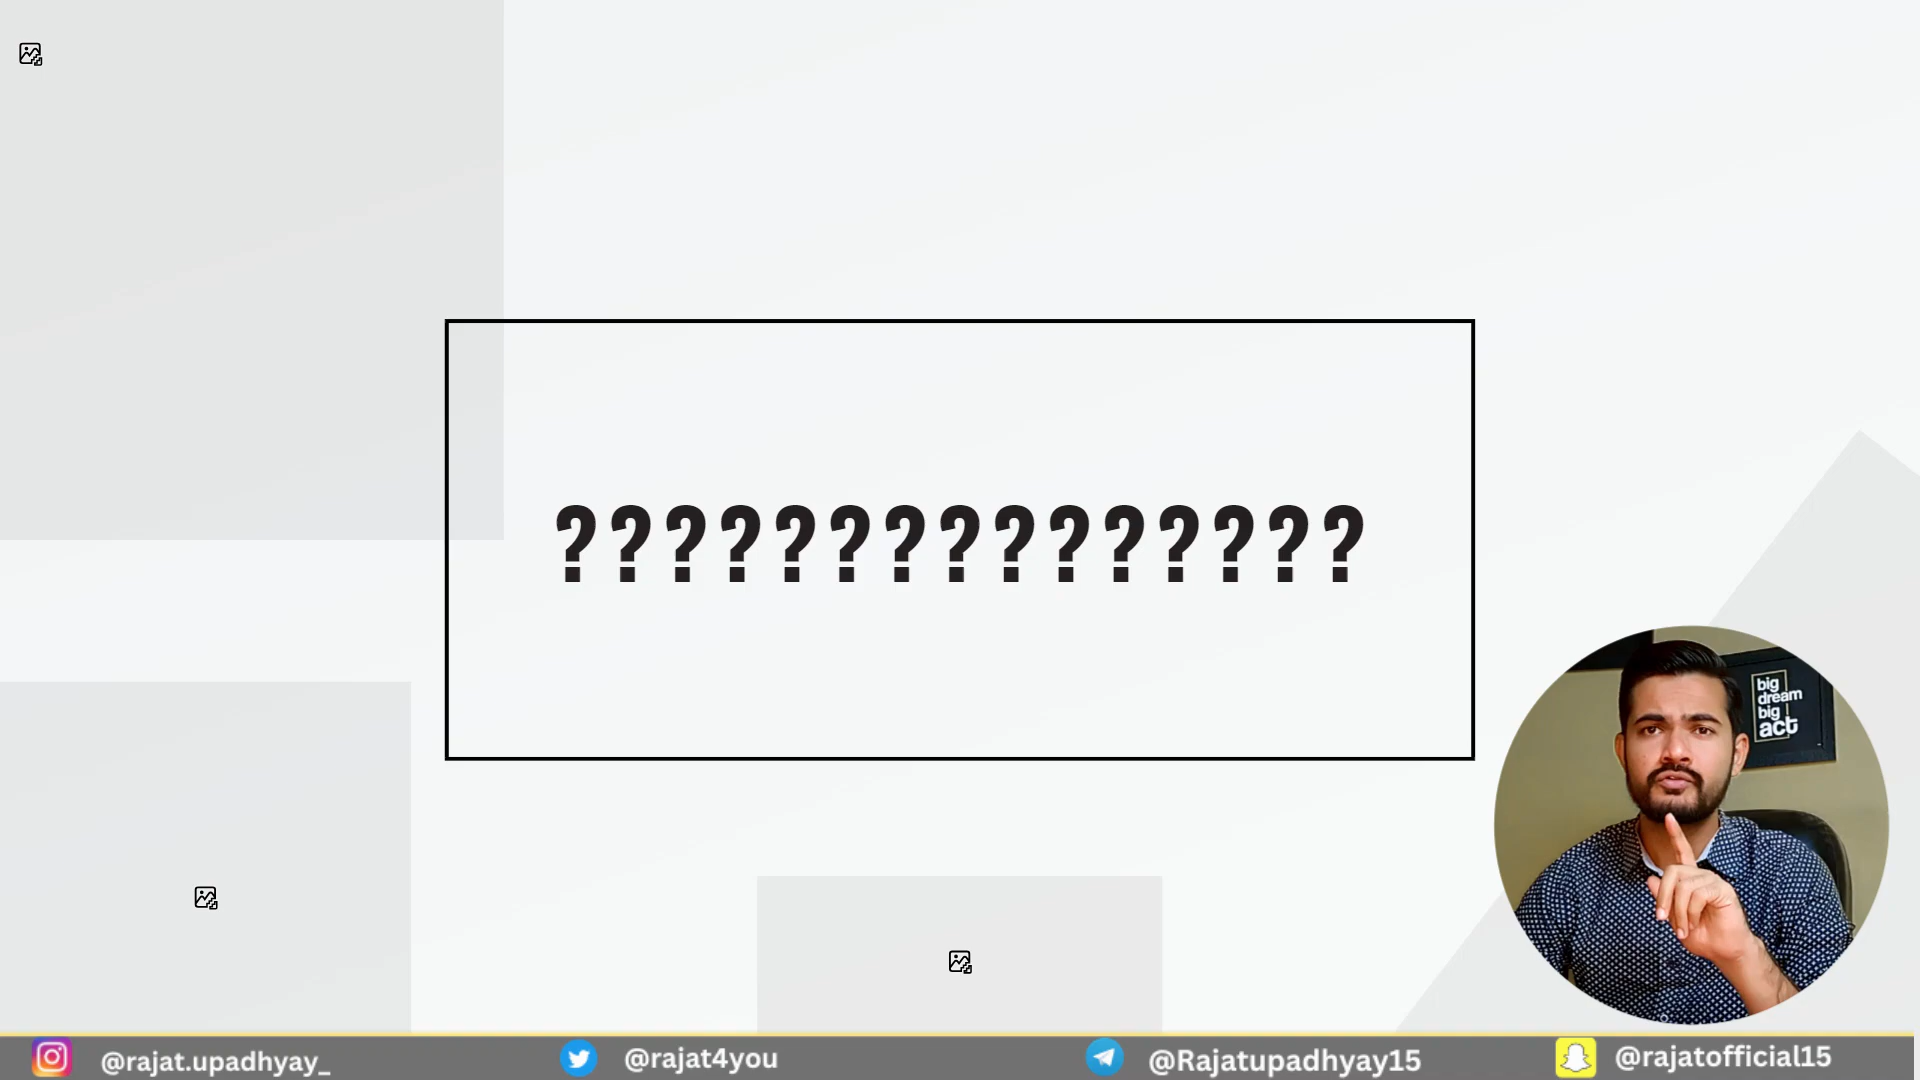 ???????????????
big
dream
big
act
@rajat.upadhyay_
@rajat4you
@Rajatupadhyay15
@rajatofficial15